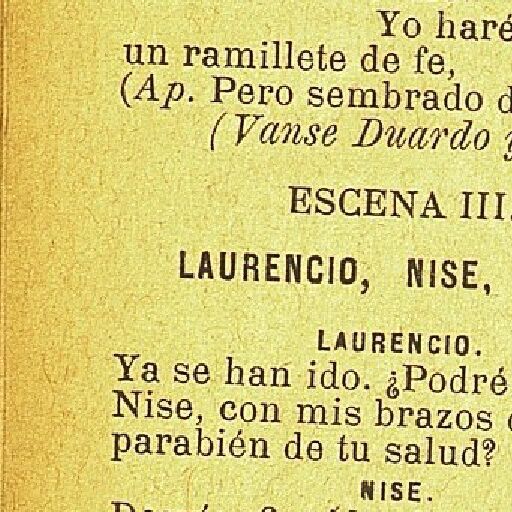 Yo haré
un ramillete de fe,
(Ap. Pero sembrado
(Vanse Duardo
ESCENA III.
LAURENCIO, NISE,
LAURENCIO.
Ya se han ido. ¿Podré
Nise, con mis brazos
parabién de tu salud?
NISE.